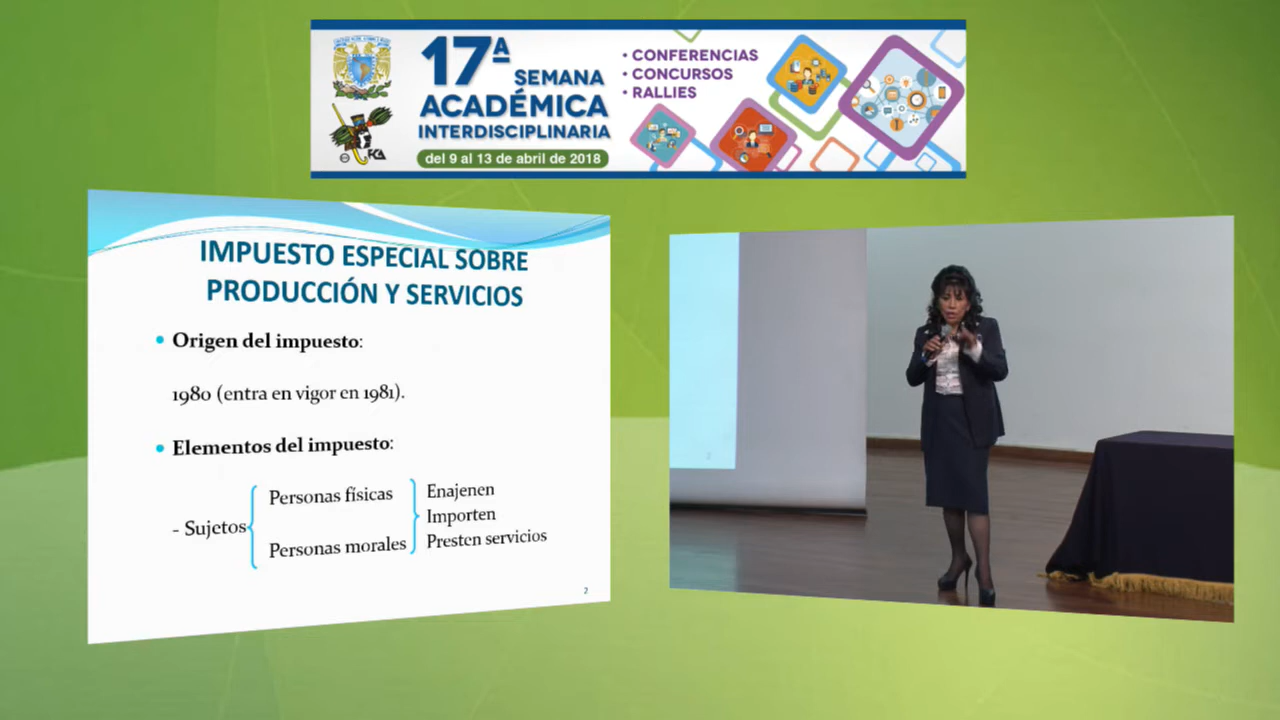 17ª
SEMANA
ACADÉMICA
INTERDISCIPLINARIA
del 9 al 13 de abril de 2018
• CONFERENCIAS
• CONCURSOS
• RALLIES
FCA
IMPUESTO ESPECIAL SOBRE
PRODUCCIÓN Y SERVICIOS
• Origen del impuesto:
1980 (entra en vigor en 1981).
• Elementos del impuesto:
- Sujetos
Personas físicas
Personas morales
Enajenen
Importen
Presten servicios
2